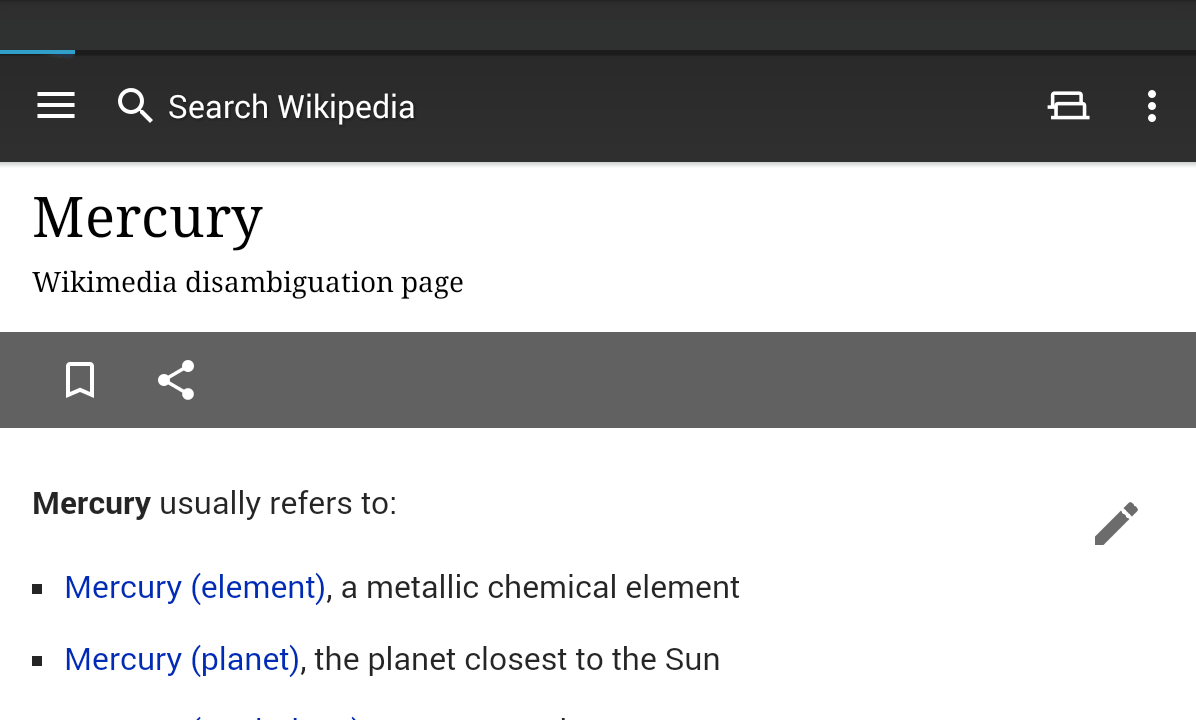 Search Wikipedia
Mercury
Wikimedia disambiguation page
Mercury usually refers to:
▪ Mercury (element), a metallic chemical element
▪ Mercury (planet), the planet closest to the Sun